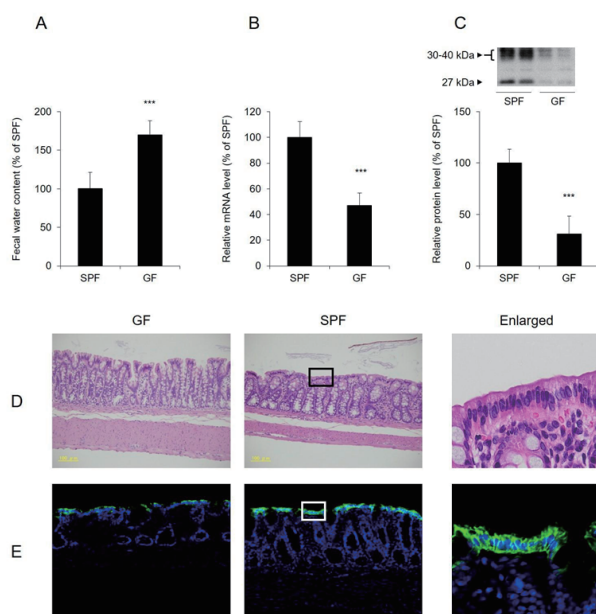 A
B
C
30-40 kDa
27 kDa
SPF
GF
Fecal water content (% of SPF)
200
150
100
50
0
***
SPF
GF
Relative mRNA level (% of SPF)
120
100
80
60
40
20
0
***
SPF
GF
Relative protein level (% of SPF)
150
100
50
0
***
SPF
GF
GF
SPF
Enlarged
D
E